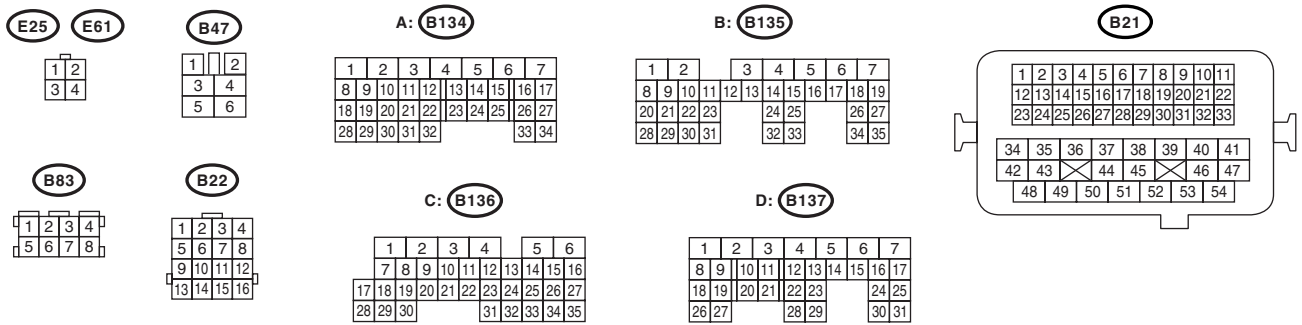 E25 E61
1 2
3 4
B47
1 2
3 4
5 6
A: B134
1 2 3 4 5 6 7
8 9 10 11 12 13 14 15 16 17
18 19 20 21 22 23 24 25 26 27
28 29 30 31 32 33 34
B: B135
1 2 3 4 5 6 7
8 9 10 11 12 13 14 15 16 17 18 19
20 21 22 23 24 25 26 27
28 29 30 31 32 33 34 35
B21
1 2 3 4 5 6 7 8 9 10 11
12 13 14 15 16 17 18 19 20 21 22
23 24 25 26 27 28 29 30 31 32 33
34 35 36 37 38 39 40 41
42 43 44 45 46 47
48 49 50 51 52 53 54
B83
1 2 3 4
5 6 7 8
B22
1 2 3 4
5 6 7 8
9 10 11 12
13 14 15 16
C: B136
1 2 3 4 5 6
7 8 9 10 11 12 13 14 15 16
17 18 19 20 21 22 23 24 25 26 27
28 29 30 31 32 33 34 35
D: B137
1 2 3 4 5 6 7
8 9 10 11 12 13 14 15 16 17
18 19 20 21 22 23 24 25
26 27 28 29 30 31